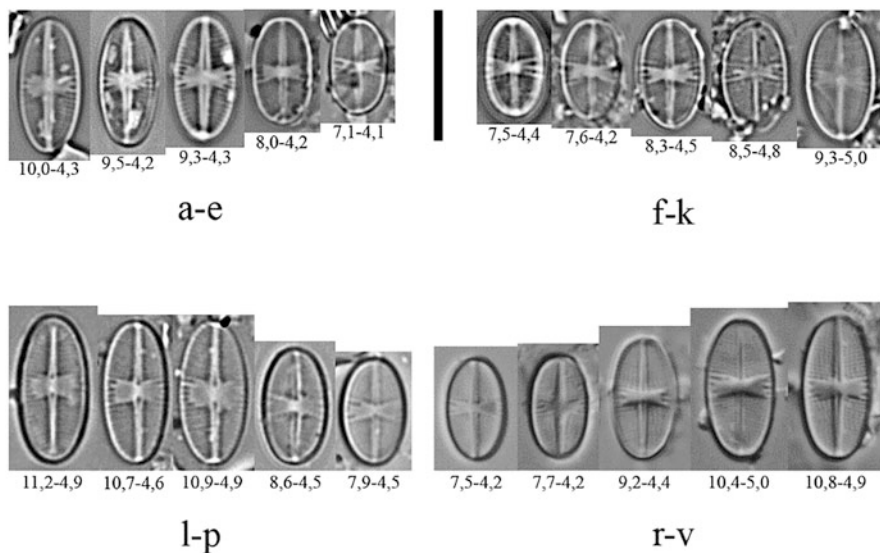 10,0-4,3 9,5-4,2 9,3-4,3 8,0-4,2 7,1-4,1
a-e
7,5-4,4 7,6-4,2 8,3-4,5 8,5-4,8 9,3-5,0
f-k
11,2-4,9 10,7-4,6 10,9-4,9 8,6-4,5 7,9-4,5
l-p
7,5-4,2 7,7-4,2 9,2-4,4 10,4-5,0 10,8-4,9
r-v